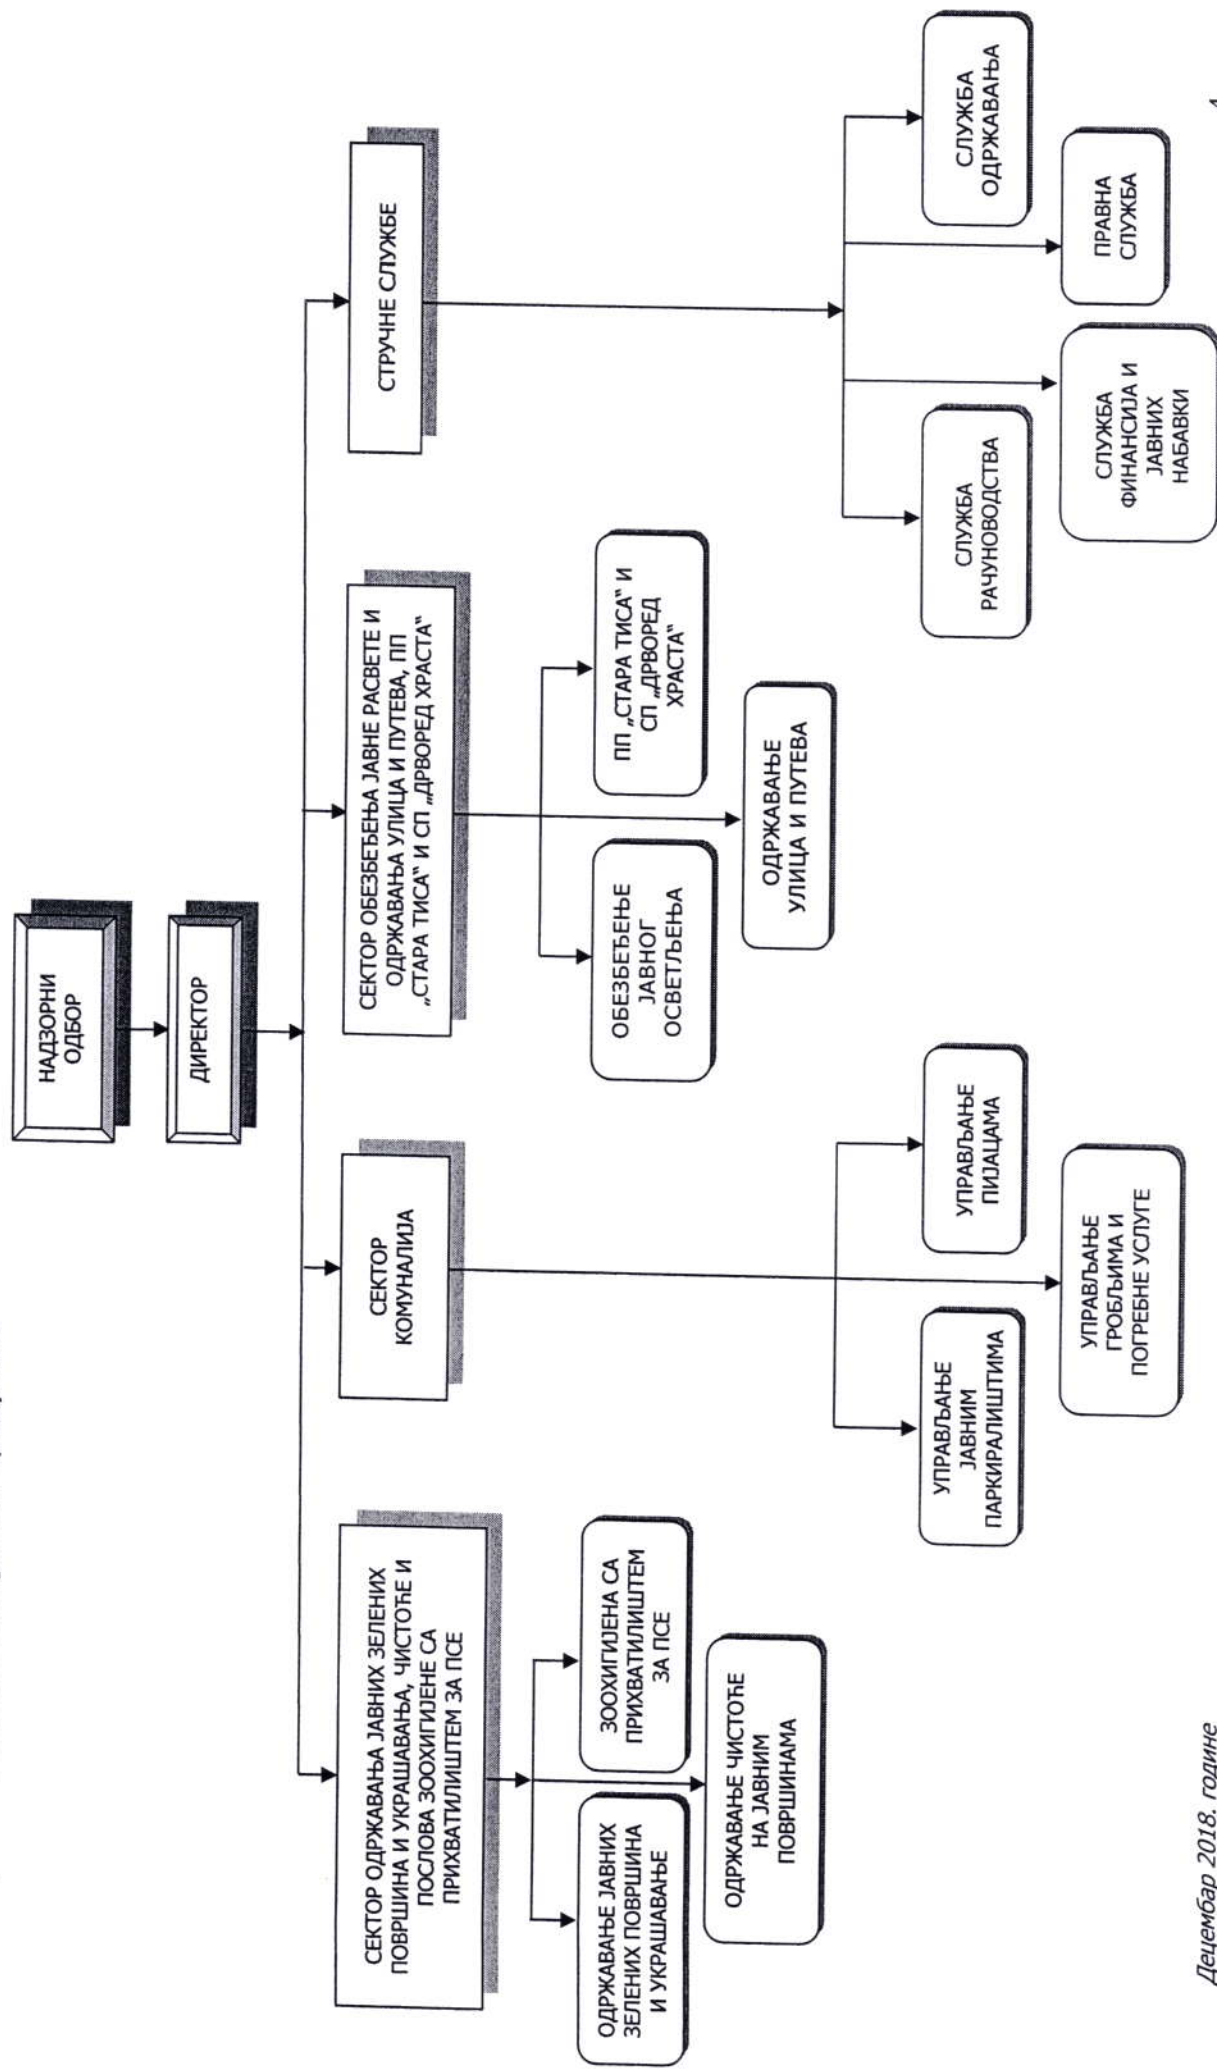 НАДЗОРНИ
ОДБОР
ДИРЕКТОР
СЕКТОР ОДРЖАВАЊА ЈАВНИХ ЗЕЛЕНИХ
ПОВРШИНА И УКРАШАВАЊА, ЧИСТОЋЕ И
ПОСЛОВА ЗООХИГИЈЕНЕ СА
ПРИХВАТИЛИШТЕМ ЗА ПСЕ
СЕКТОР
КОМУНАЛИЈА
СЕКТОР ОБЕЗБЕЂЕЊА ЈАВНЕ РАСВЕТЕ И
ОДРЖАВАЊА УЛИЦА И ПУТЕВА, ПП
„СТАРА ТИСА“ И СП „ДРВОРЕД ХРАСТА“
СТРУЧНЕ СЛУЖБЕ
ОДРЖАВАЊЕ ЈАВНИХ
ЗЕЛЕНИХ ПОВРШИНА
И УКРАШАВАЊЕ
ЗООХИГИЈЕНА СА
ПРИХВАТИЛИШТЕМ
ЗА ПСЕ
ОДРЖАВАЊЕ ЧИСТОЋЕ
НА ЈАВНИМ
ПОВРШИНАМА
УПРАВЉАЊЕ
ЈАВНИМ
ПАРКИРАЛИШТИМА
УПРАВЉАЊЕ
ПИЈАЦАМА
УПРАВЉАЊЕ
ГРОБЉИМА И
ПОГРЕБНЕ УСЛУГЕ
ОБЕЗБЕЂЕЊЕ
ЈАВНОГ
ОСВЕТЉЕЊА
ПП „СТАРА ТИСА“ И
СП „ДРВОРЕД
ХРАСТА“
ОДРЖАВАЊЕ
УЛИЦА И ПУТЕВА
СЛУЖБА
РАЧУНОВОДСТВА
СЛУЖБА
ОДРЖАВАЊА
СЛУЖБА
ФИНАНСИЈА И
ЈАВНИХ
НАБАВКИ
ПРАВНА
СЛУЖБА
Децембар 2018. године